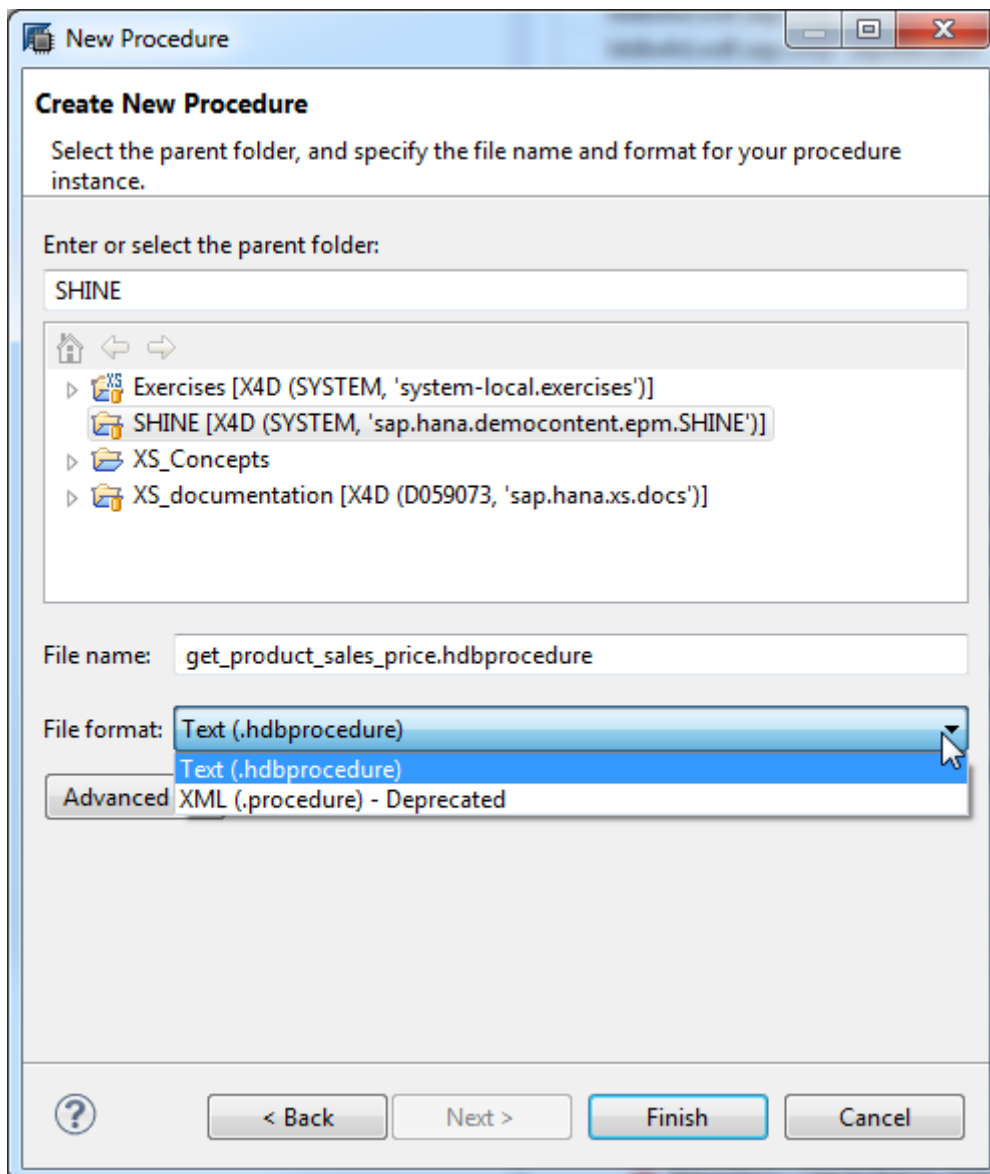 New Procedure
Create New Procedure
Select the parent folder, and specify the file name and format for your procedure
instance.
Enter or select the parent folder:
SHINE
Exercises [X4D (SYSTEM, 'system-local.exercises')]
SHINE [X4D (SYSTEM, 'sap.hana.democontent.epm.SHINE')]
XS_Concepts
XS_documentation [X4D (D059073, 'sap.hana.xs.docs')]
File name: get_product_sales_price.hdbprocedure
File format: Text (.hdbprocedure)
Text (.hdbprocedure)
Advanced XML (.procedure) - Deprecated
< Back Next > Finish Cancel